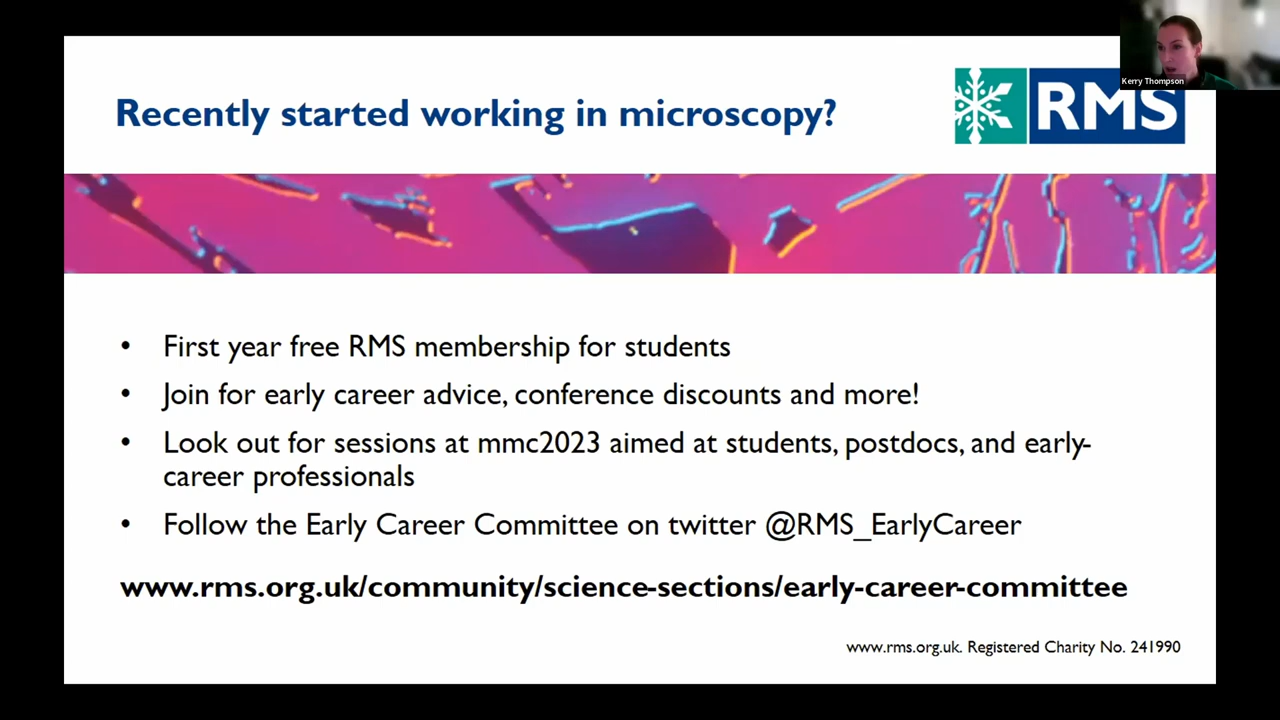 Kerry Thompson
Recently started working in microscopy?
RMS
• First year free RMS membership for students
• Join for early career advice, conference discounts and more!
• Look out for sessions at mmc2023 aimed at students, postdocs, and early-
career professionals
• Follow the Early Career Committee on twitter @RMS_EarlyCareer
www.rms.org.uk/community/science-sections/early-career-committee
www.rms.org.uk. Registered Charity No. 241990